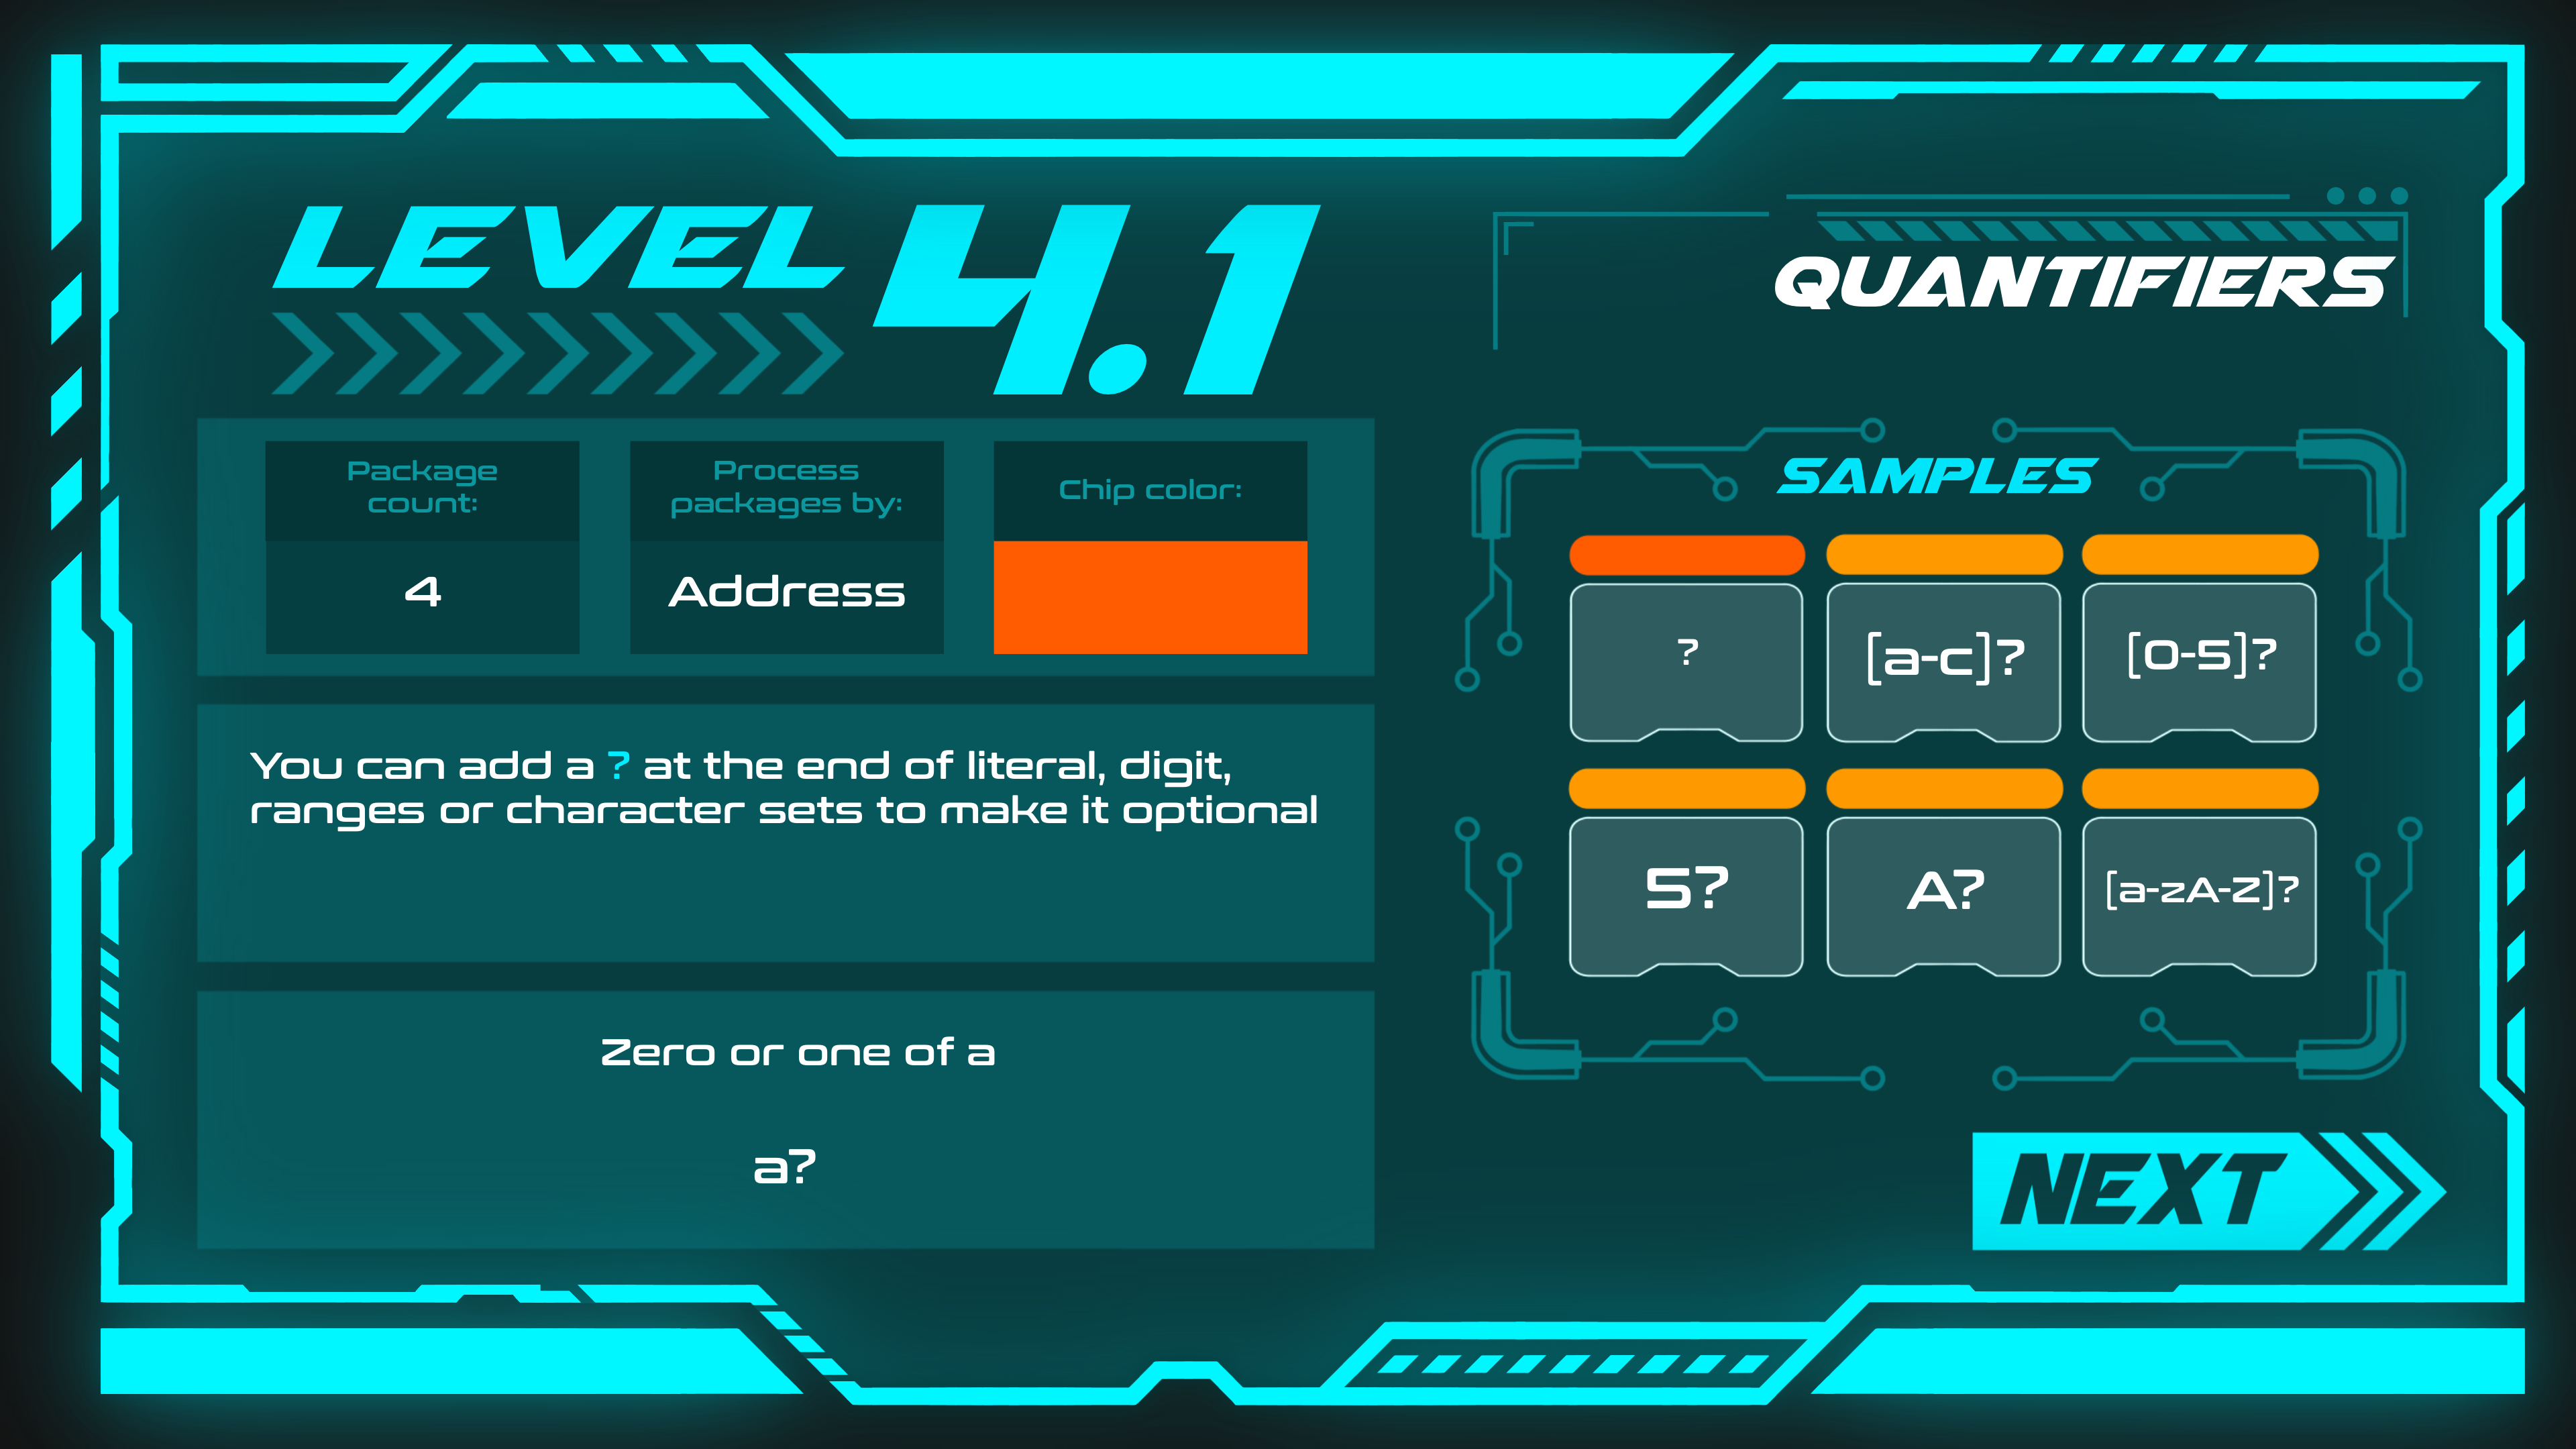 LEVEL 4.1
QUANTIFIERS
Package
count:
4
Process
packages by:
Address
Chip color:
You can add a ? at the end of literal, digit,
ranges or character sets to make it optional
Zero or one of a
a?
SAMPLES
?
[a-c]?
[0-5]?
5?
A?
[a-zA-Z]?
NEXT